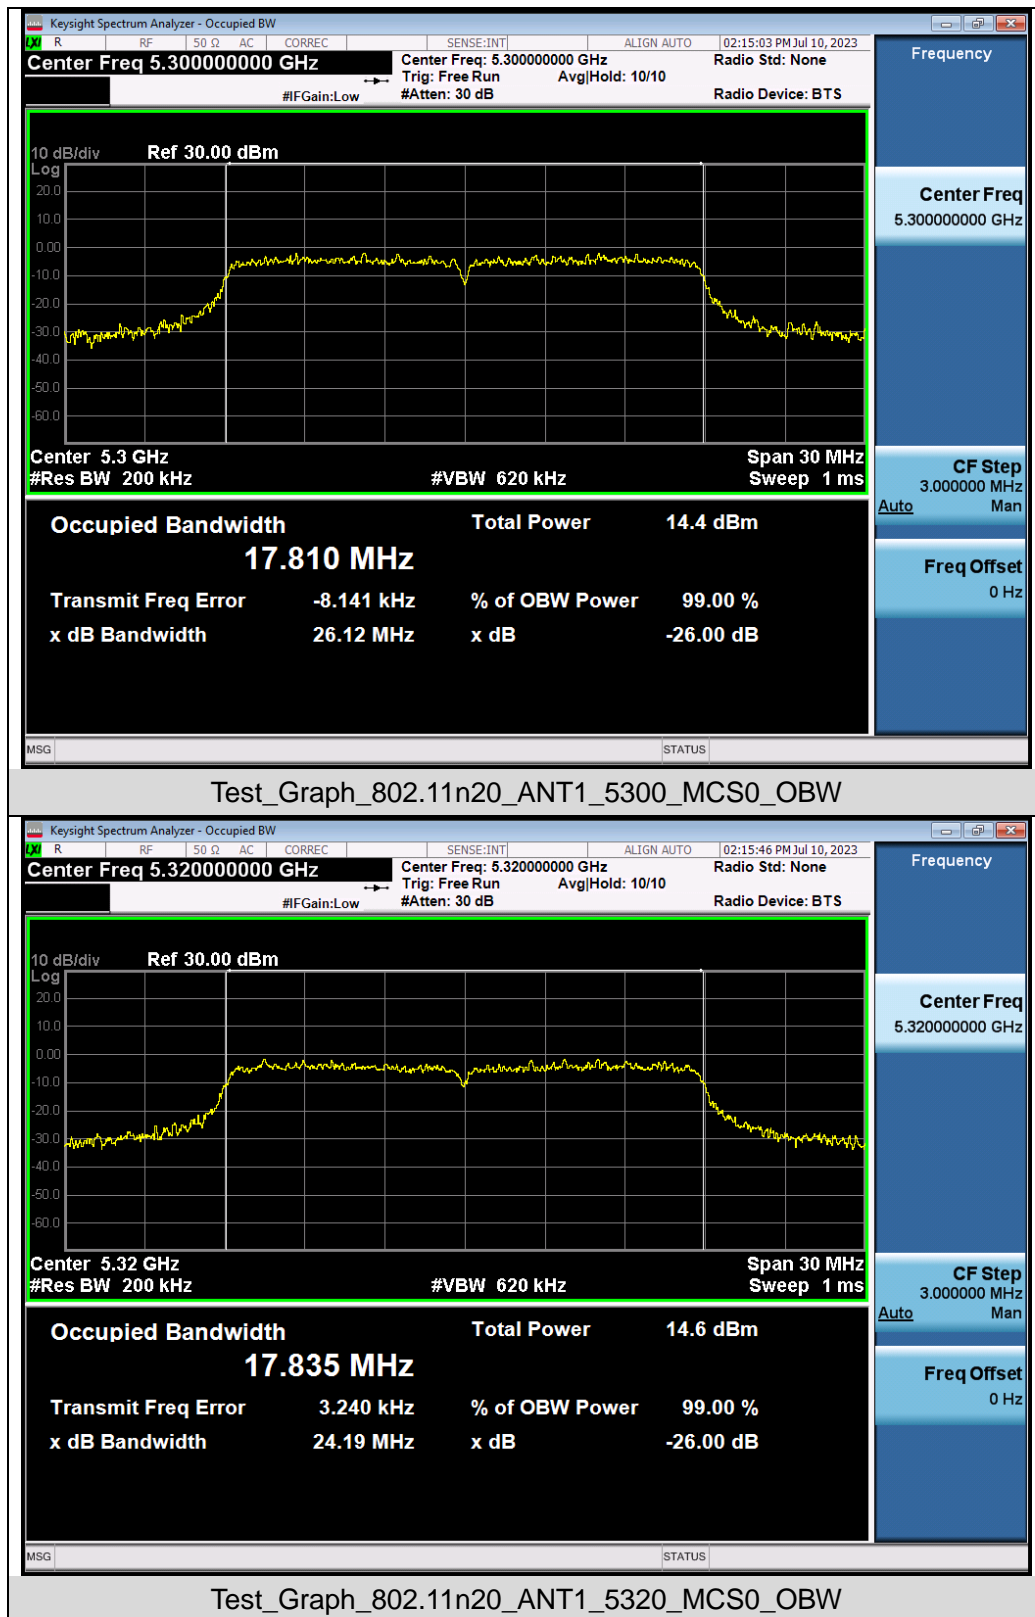 Keysight Spectrum Analyzer - Occupied BW
LXI R RF 50 Ω AC CORREC SENSE:INT ALIGN AUTO 02:15:03 PM Jul 10, 2023
Center Freq 5.300000000 GHz
Center Freq: 5.300000000 GHz
Radio Std: None
Trig: Free Run Avg|Hold: 10/10
#IFGain:Low
#Atten: 30 dB
Radio Device: BTS
Frequency
10 dB/div Ref 30.00 dBm
Log
20.0
10.0
0.00
-10.0
-20.0
-30.0
-40.0
-50.0
-60.0
Center 5.3 GHz Span 30 MHz
#Res BW 200 kHz #VBW 620 kHz Sweep 1 ms
Center Freq
5.300000000 GHz
CF Step
3.000000 MHz
Auto Man
Freq Offset
0 Hz
Occupied Bandwidth Total Power 14.4 dBm
17.810 MHz
Transmit Freq Error -8.141 kHz % of OBW Power 99.00 %
x dB Bandwidth 26.12 MHz x dB -26.00 dB
MSG STATUS
Test_Graph_802.11n20_ANT1_5300_MCS0_OBW
Keysight Spectrum Analyzer - Occupied BW
LXI R RF 50 Ω AC CORREC SENSE:INT ALIGN AUTO 02:15:46 PM Jul 10, 2023
Center Freq 5.320000000 GHz
Center Freq: 5.320000000 GHz
Radio Std: None
Trig: Free Run Avg|Hold: 10/10
#IFGain:Low
#Atten: 30 dB
Radio Device: BTS
Frequency
10 dB/div Ref 30.00 dBm
Log
20.0
10.0
0.00
-10.0
-20.0
-30.0
-40.0
-50.0
-60.0
Center 5.32 GHz Span 30 MHz
#Res BW 200 kHz #VBW 620 kHz Sweep 1 ms
Center Freq
5.320000000 GHz
CF Step
3.000000 MHz
Auto Man
Freq Offset
0 Hz
Occupied Bandwidth Total Power 14.6 dBm
17.835 MHz
Transmit Freq Error 3.240 kHz % of OBW Power 99.00 %
x dB Bandwidth 24.19 MHz x dB -26.00 dB
MSG STATUS
Test_Graph_802.11n20_ANT1_5320_MCS0_OBW